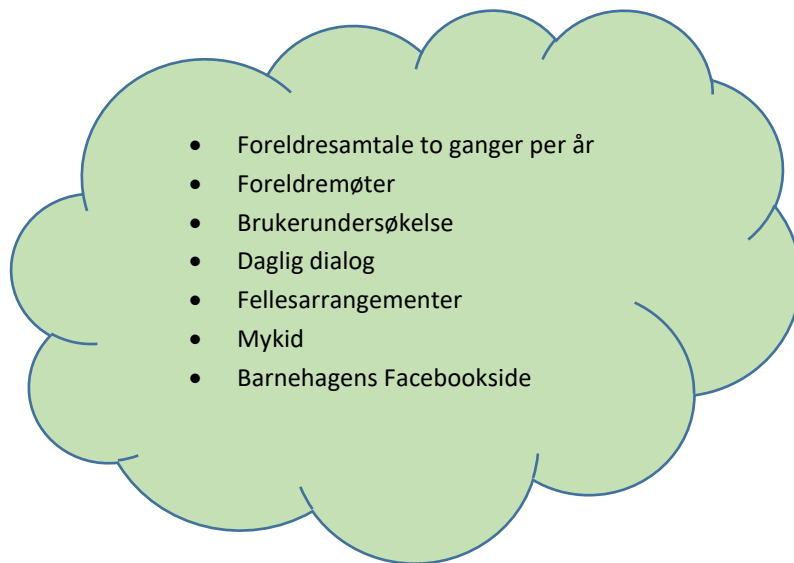 • Foreldresamtale to ganger per år
• Foreldremøter
• Brukerundersøkelse
• Daglig dialog
• Fellesarrangementer
• Mykid
• Barnehagens Facebookside